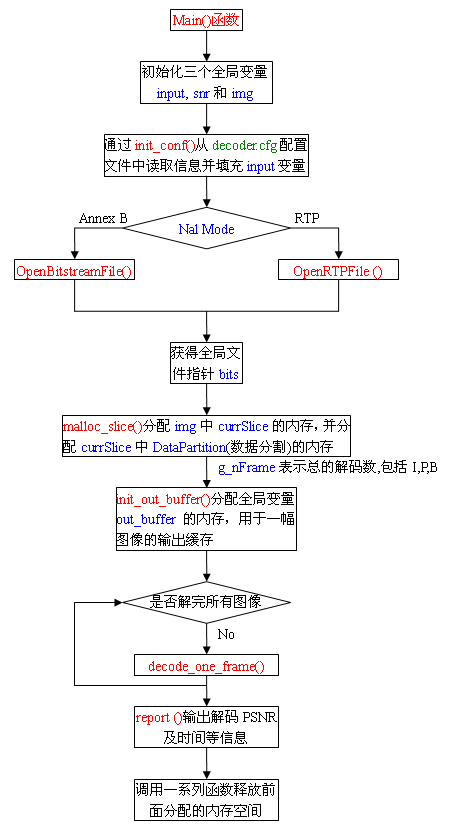 Main()函数
初始化三个全局变量
input, snr 和 img
通过 init_conf()从 decoder.cfg 配置
文件中读取信息并填充 input 变量
Annex B
RTP
Nal Mode
OpenBitstreamFile()
OpenRTPFile ()
获得全局文
件指针 bits
malloc_slice()分配 img 中 currSlice 的内存，并分
配 currSlice 中 DataPartition(数据分割)的内存
g_nFrame 表示总的解码数,包括 I,P,B
init_out_buffer()分配全局变量
out_buffer 的内存，用于一幅
图像的输出缓存
是否解完所有图像
No
decode_one_frame()
report ()输出解码 PSNR
及时间等信息
调用一系列函数释放前
面分配的内存空间